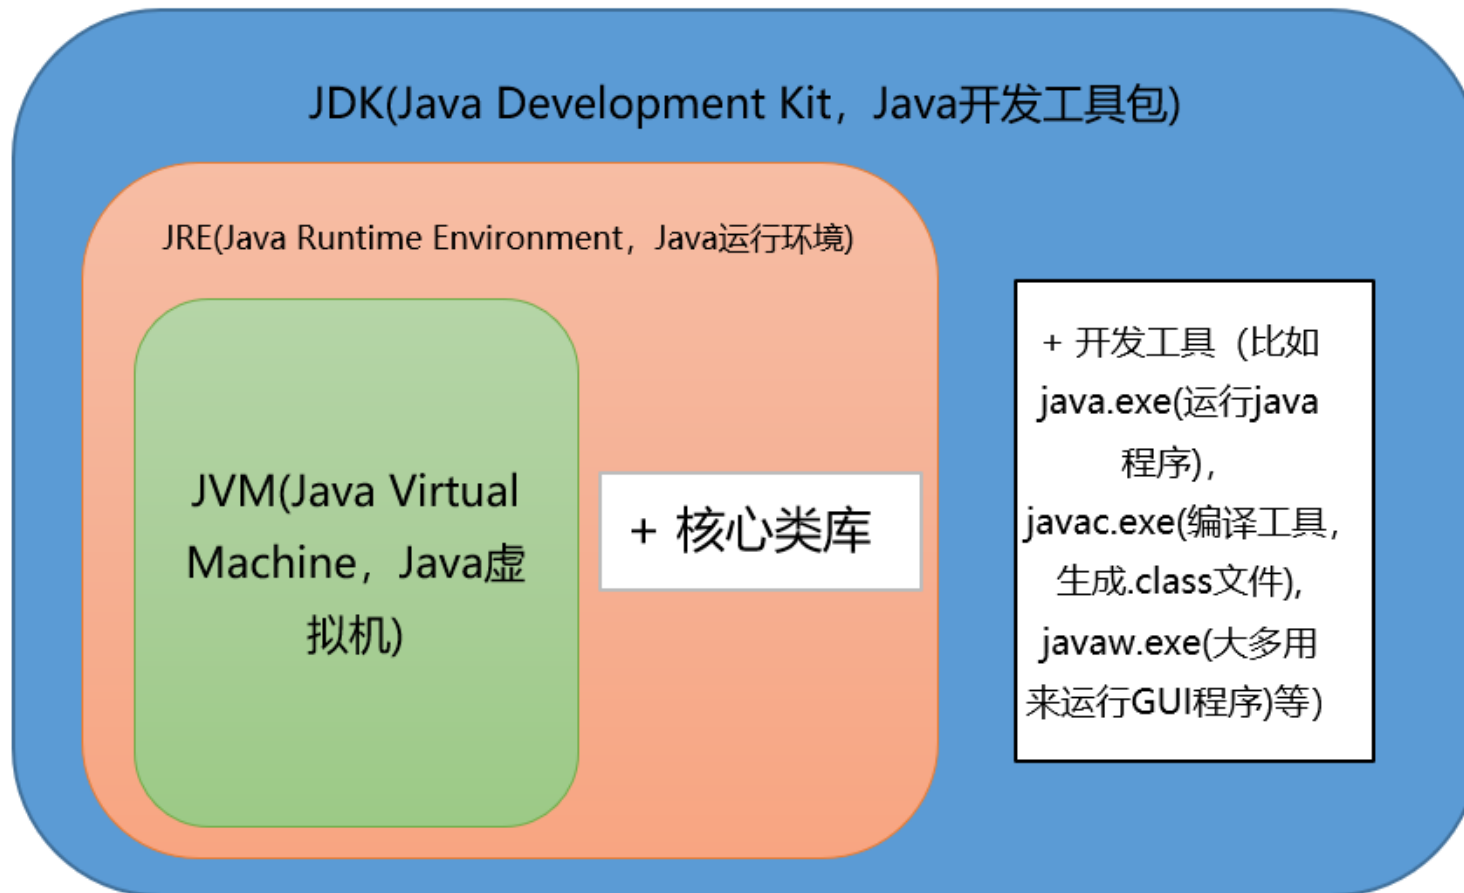 JDK(Java Development Kit，Java开发工具包)
JRE(Java Runtime Environment，Java运行环境)
JVM(Java Virtual
Machine，Java虚
拟机)
+ 核心类库
+ 开发工具（比如
java.exe(运行java
程序)，
javac.exe(编译工具，
生成.class文件),
javaw.exe(大多用
来运行GUI程序)等）